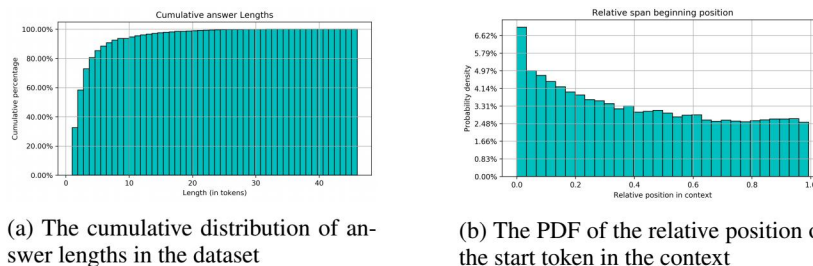 Cumulative answer Lengths
100.00%
80.00%
60.00%
40.00%
20.00%
0.00%
Cumulative percentage
0 10 20 30 40
Length (in tokens)
(a) The cumulative distribution of an-
swer lengths in the dataset
Relative span beginning position
6.62%
5.79%
4.97%
4.14%
3.31%
2.48%
1.66%
0.83%
0.00%
Probability density
0.0 0.2 0.4 0.6 0.8 1.0
Relative position in context
(b) The PDF of the relative position
the start token in the context